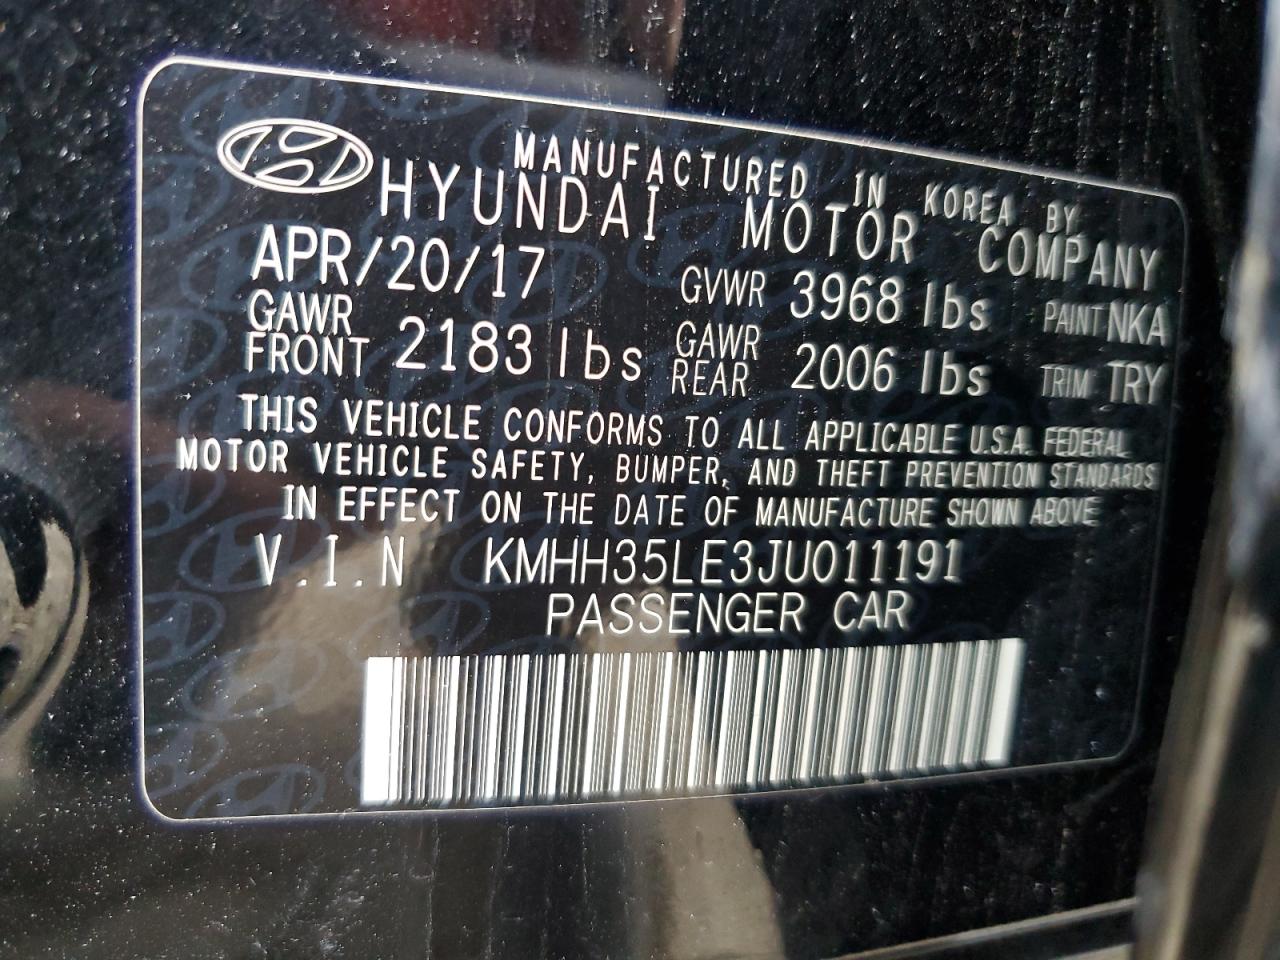 MANUFACTURED IN KOREA BY
HYUNDAI MOTOR COMPANY
APR/20/17 GVWR 3968 lbs PAINT NKA
GAWR FRONT 2183 lbs GAWR REAR 2006 lbs TRIM TRY
THIS VEHICLE CONFORMS TO ALL APPLICABLE U.S.A. FEDERAL
MOTOR VEHICLE SAFETY, BUMPER, AND THEFT PREVENTION STANDARDS
IN EFFECT ON THE DATE OF MANUFACTURE SHOWN ABOVE
V.I.N KMHH35LE3JU011191
PASSENGER CAR